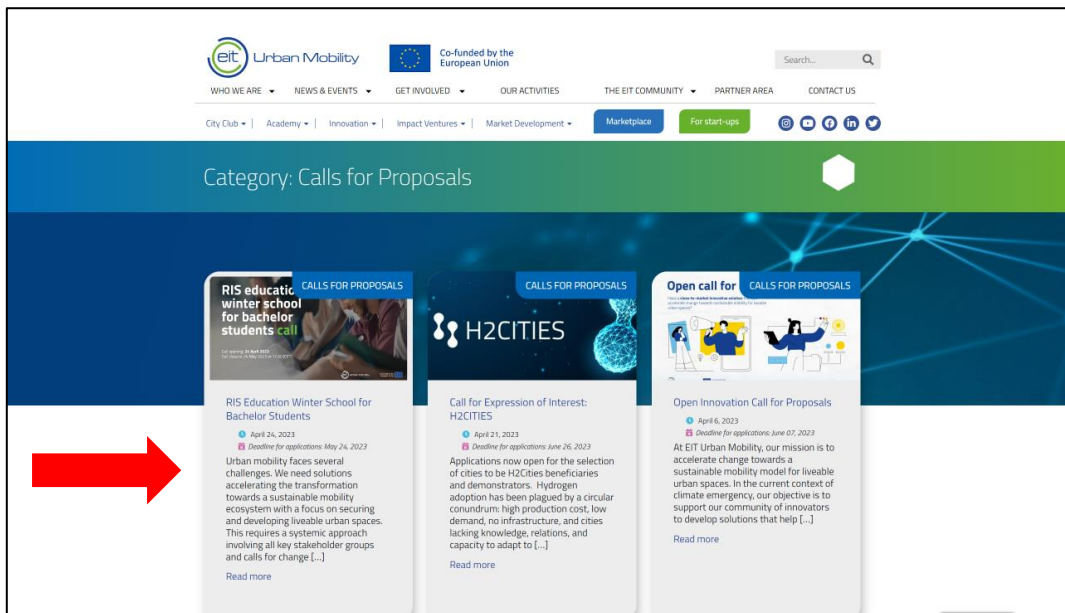 eit Urban Mobility
Co-funded by the
European Union
Search...
WHO WE ARE NEWS & EVENTS GET INVOLVED OUR ACTIVITIES THE EIT COMMUNITY PARTNER AREA CONTACT US
City Club | Academy | Innovation | Impact Ventures | Market Development Marketplace For start-ups
Category: Calls for Proposals
CALLS FOR PROPOSALS
RIS educatio
winter school
for bachelor
students call
Call opening: 24 April 2023
CALLS FOR PROPOSALS
H2CITIES
CALLS FOR PROPOSALS
Open call for
RIS Education Winter School for
Bachelor Students
April 24, 2023
Deadline for applications: May 24, 2023
Urban mobility faces several
challenges. We need solutions
accelerating the transformation
towards a sustainable mobility
ecosystem with a focus on securing
and developing liveable urban spaces.
This requires a systemic approach
involving all key stakeholder groups
and calls for change [...]
Read more
Call for Expression of Interest:
H2CITIES
April 21, 2023
Deadline for applications: June 26, 2023
Applications now open for the selection
of cities to be H2Cities beneficiaries
and demonstrators. Hydrogen
adoption has been plagued by a circular
conundrum: high production cost, low
demand, no infrastructure, and cities
lacking knowledge, relations, and
capacity to adapt to [...]
Read more
Open Innovation Call for Proposals
April 6, 2023
Deadline for applications: June 07, 2023
At EIT Urban Mobility, our mission is to
accelerate change towards a
sustainable mobility model for liveable
urban spaces. In the current context of
climate emergency, our objective is to
support our community of innovators
to develop solutions that help [...]
Read more